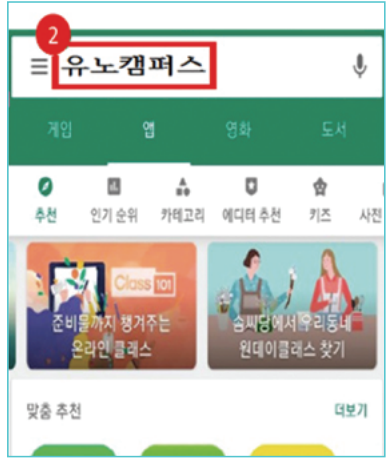 2
유노캠퍼스
게임 앱 영화 도서
추천 인기 순위 카테고리 에디터 추천 키즈 사전
Class 101
준비물까지 챙겨주는
온라인 클래스
솜씨당에서 우리동네
원데이클래스 찾기
맞춤 추천 더보기